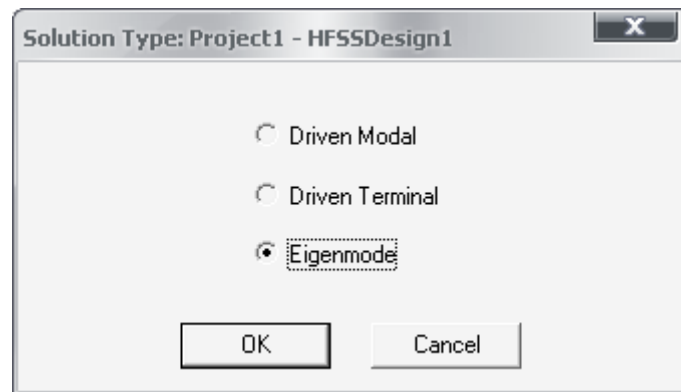 Solution Type: Project1 - HFSSDesign1
Driven Modal
Driven Terminal
Eigenmode
OK Cancel